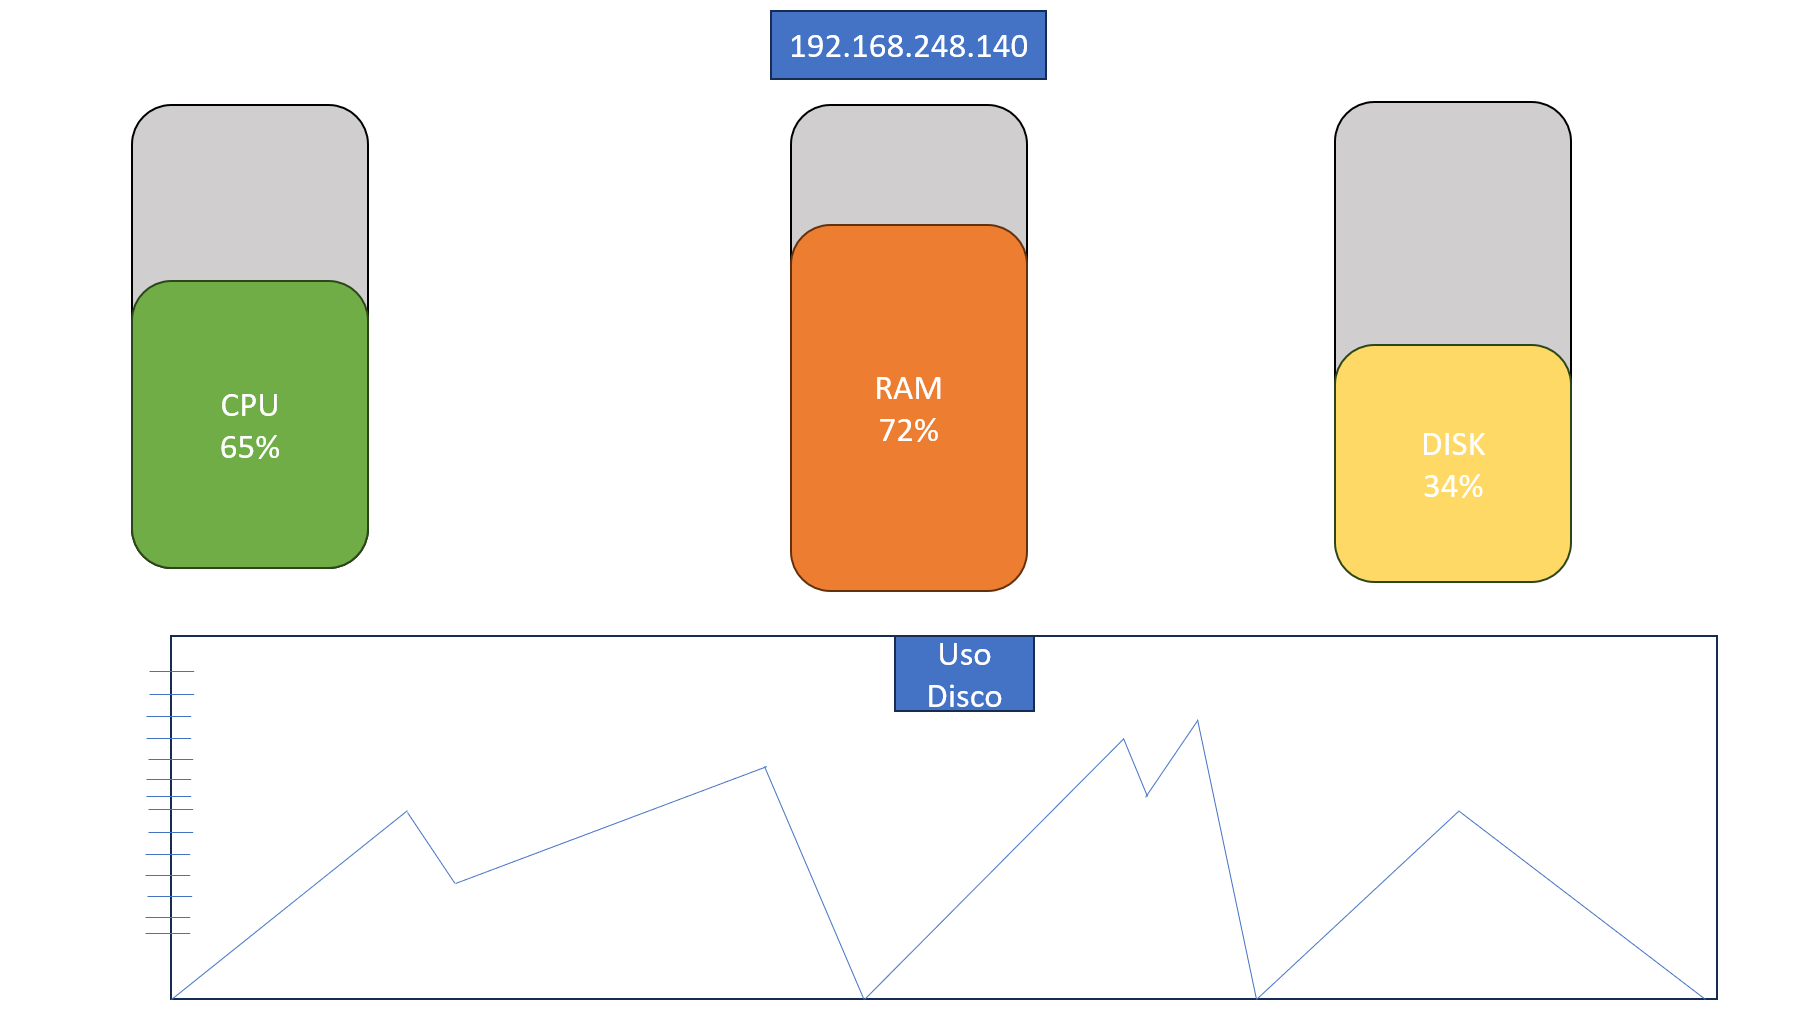 192.168.248.140
CPU
65%
RAM
72%
DISK
34%
Uso
Disco